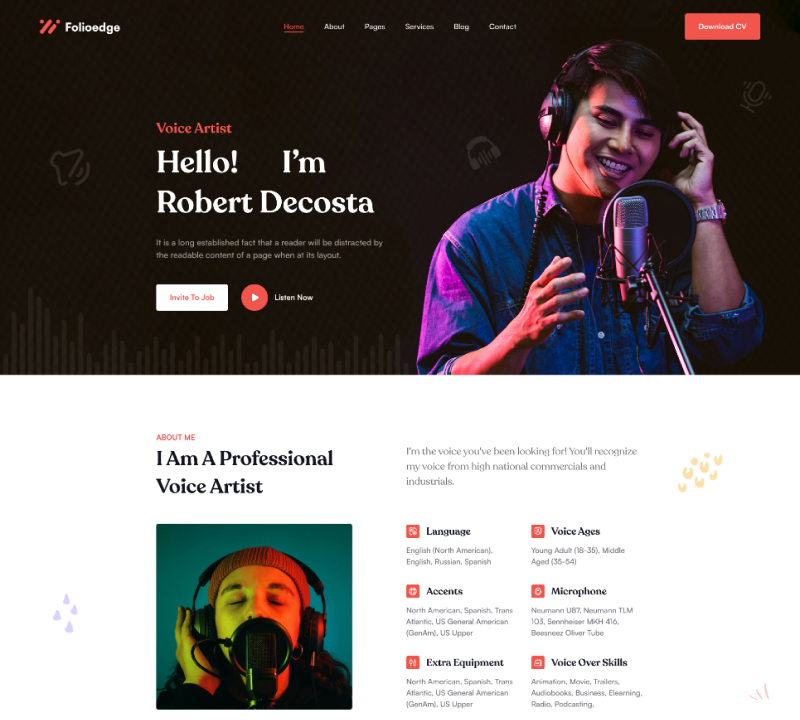 Folioedge
Home About Pages Services Blog Contact
Download CV
Voice Artist
Hello! I'm
Robert Decosta
It is a long established fact that a reader will be distracted by
the readable content of a page when at its layout.
Invite To Job
Listen Now
ABOUT ME
I Am A Professional
Voice Artist
I'm the voice you've been looking for! You'll recognize
my voice from high national commercials and
industrials.
Language
English (North American),
English, Russian, Spanish
Voice Ages
Young Adult (18-35), Middle
Aged (35-54)
Accents
North American, Spanish, Trans
Atlantic, US General American
(GenAm), US Upper
Microphone
Neumann U87, Neumann TLM
103, Sennheiser MKH 416,
Beesneez Oliver Tube
Extra Equipment
North American, Spanish, Trans
Atlantic, US General American
(GenAm), US Upper
Voice Over Skills
Animation, Movie, Trailers,
Audiobooks, Business, Elearning,
Radio, Podcasting,